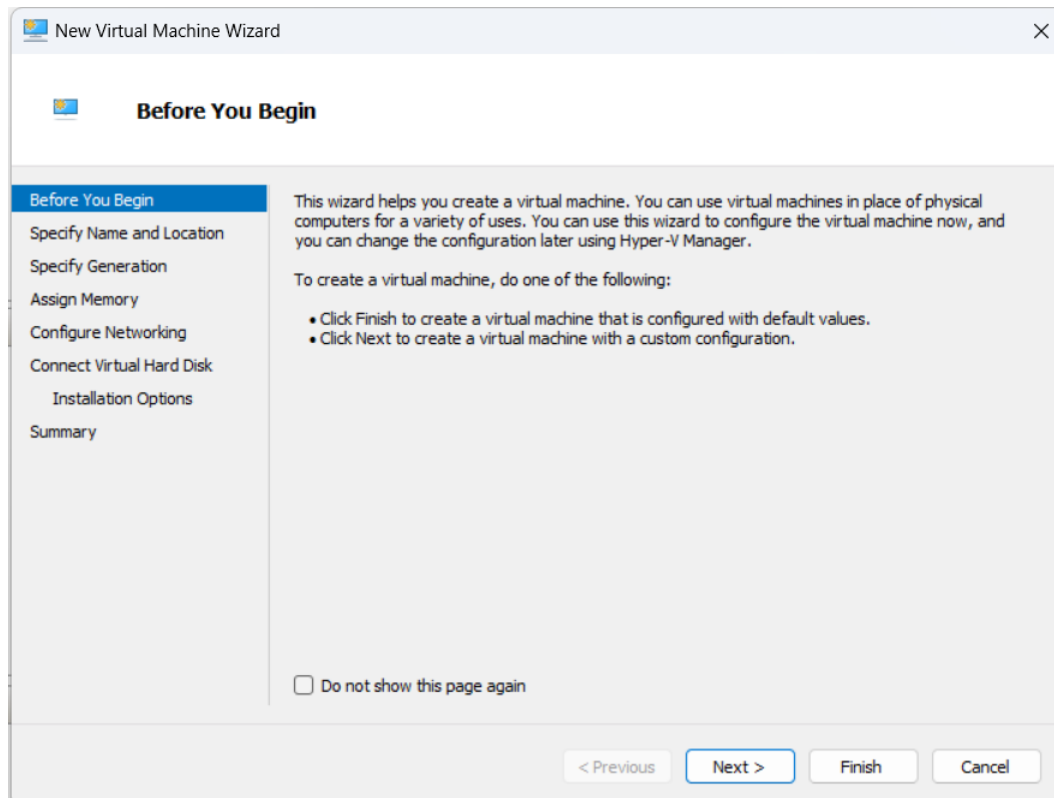 New Virtual Machine Wizard
Before You Begin
Before You Begin
Specify Name and Location
Specify Generation
Assign Memory
Configure Networking
Connect Virtual Hard Disk
Installation Options
Summary
This wizard helps you create a virtual machine. You can use virtual machines in place of physical
computers for a variety of uses. You can use this wizard to configure the virtual machine now, and
you can change the configuration later using Hyper-V Manager.
To create a virtual machine, do one of the following:
• Click Finish to create a virtual machine that is configured with default values.
• Click Next to create a virtual machine with a custom configuration.
Do not show this page again
< Previous
Next >
Finish
Cancel